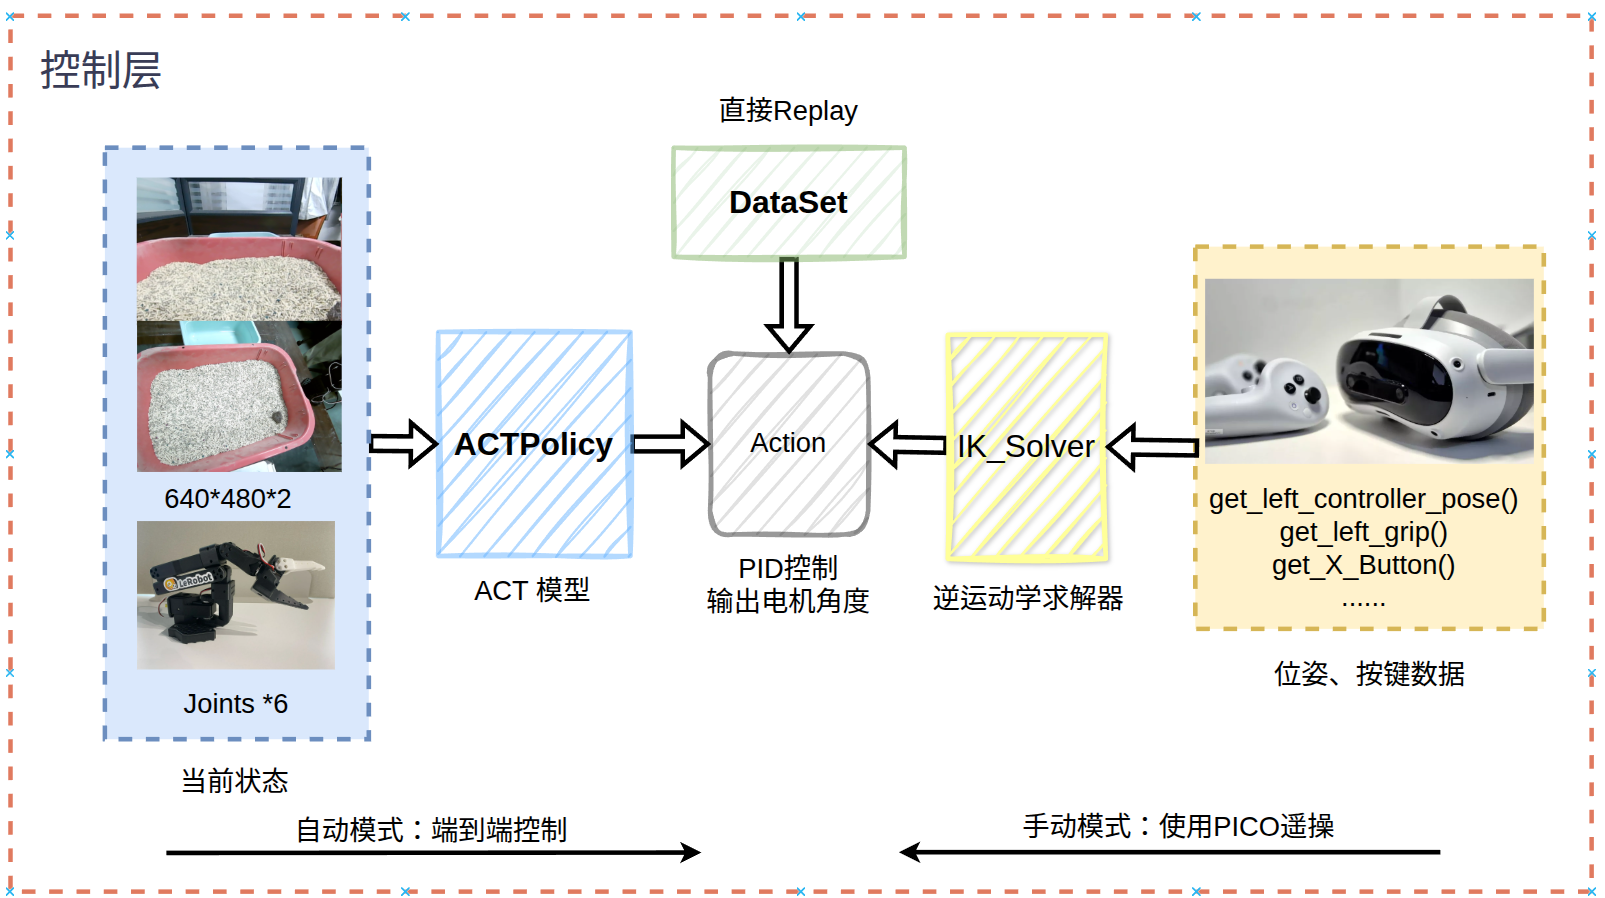 控制层
直接Replay
DataSet
640*480*2
LeRobot
Joints *6
当前状态
ACTPolicy
ACT 模型
Action
PID控制
输出电机角度
IK_Solver
逆运动学求解器
get_left_controller_pose()
get_left_grip()
get_X_Button()
......
位姿、按键数据
自动模式：端到端控制
手动模式：使用PICO遥操